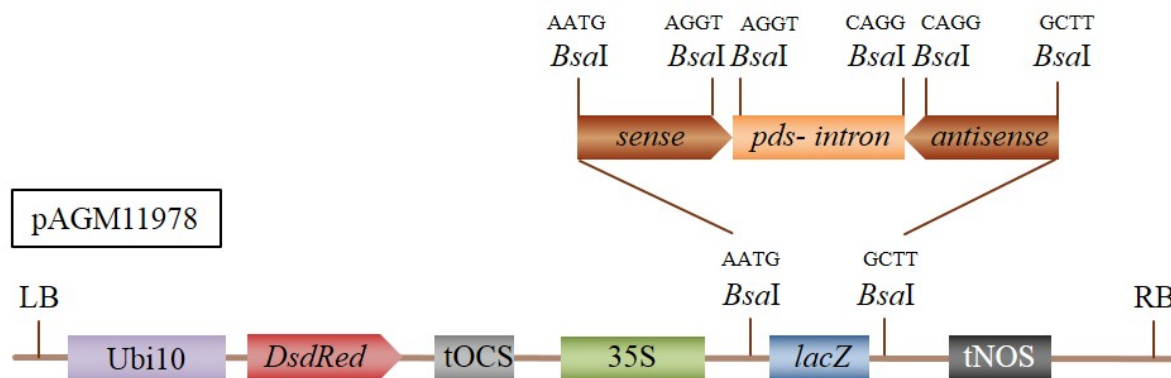 AATG AGGT AGGT CAGG CAGG GCTT
BsaI BsaI BsaI BsaI BsaI BsaI
sense pds- intron antisense
pAGM11978
AATG GCTT
LB BsaI BsaI RB
Ubi10 DsdRed tOCS 35S lacZ tNOS